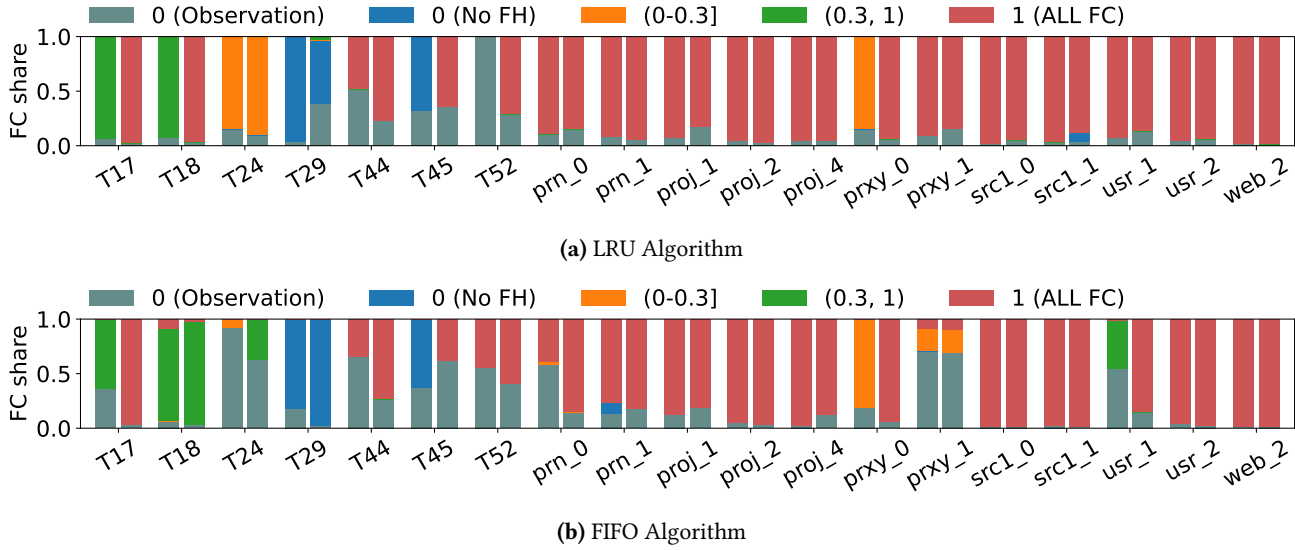 0 (Observation) 0 (No FH) (0-0.3] (0.3, 1) 1 (ALL FC)
FC share
1.0
0.5
0.0
T17 T18 T24 T29 T44 T45 T52 prn_0 prn_1 proj_1 proj_2 proj_4 prxy_0 prxy_1 src1_0 src1_1 usr_1 usr_2 web_2
(a) LRU Algorithm
0 (Observation) 0 (No FH) (0-0.3] (0.3, 1) 1 (ALL FC)
FC share
1.0
0.5
0.0
T17 T18 T24 T29 T44 T45 T52 prn_0 prn_1 proj_1 proj_2 proj_4 prxy_0 prxy_1 src1_0 src1_1 usr_1 usr_2 web_2
(b) FIFO Algorithm